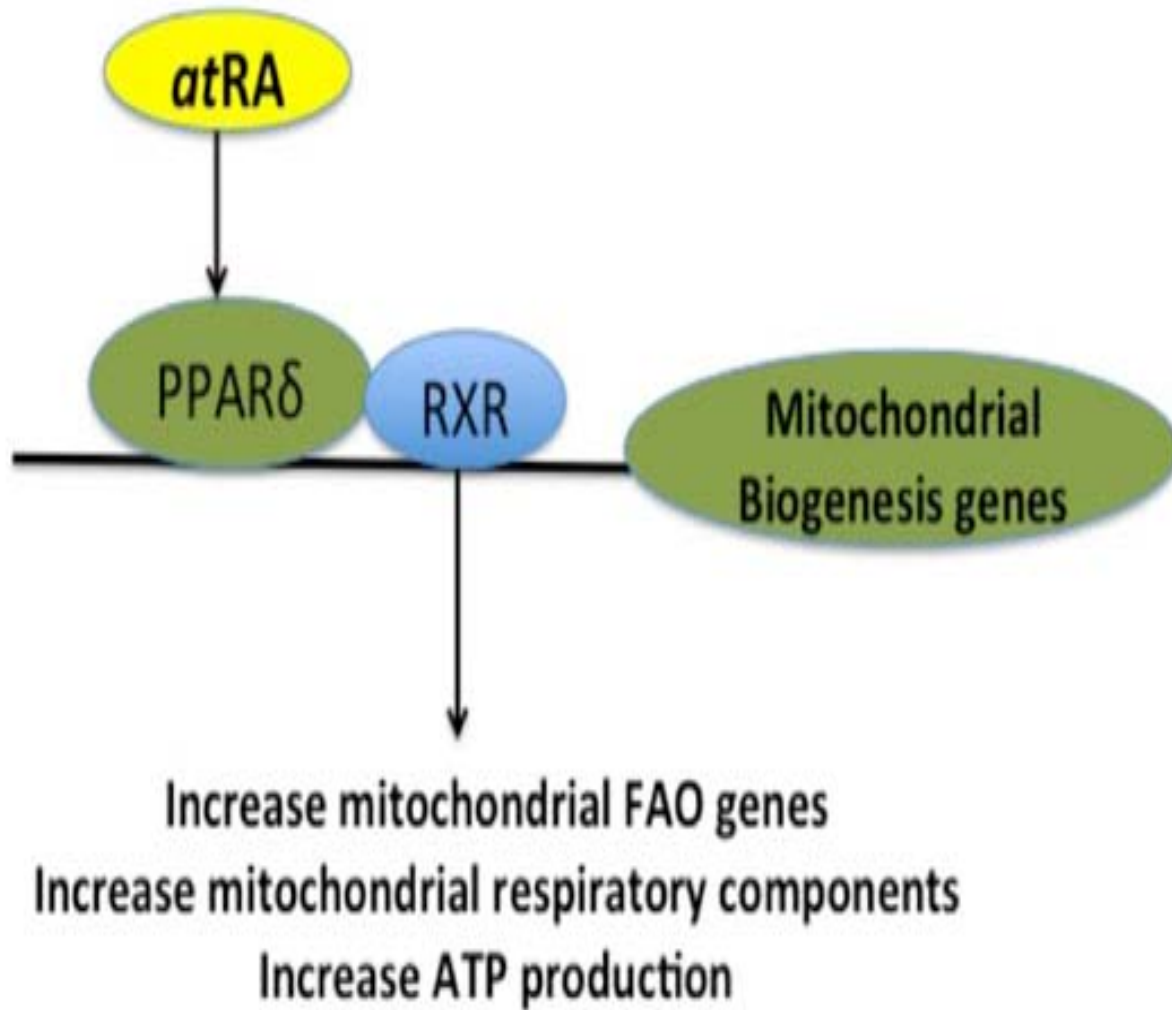 atRA
PPARδ
RXR
Mitochondrial
Biogenesis genes
Increase mitochondrial FAO genes
Increase mitochondrial respiratory components
Increase ATP production